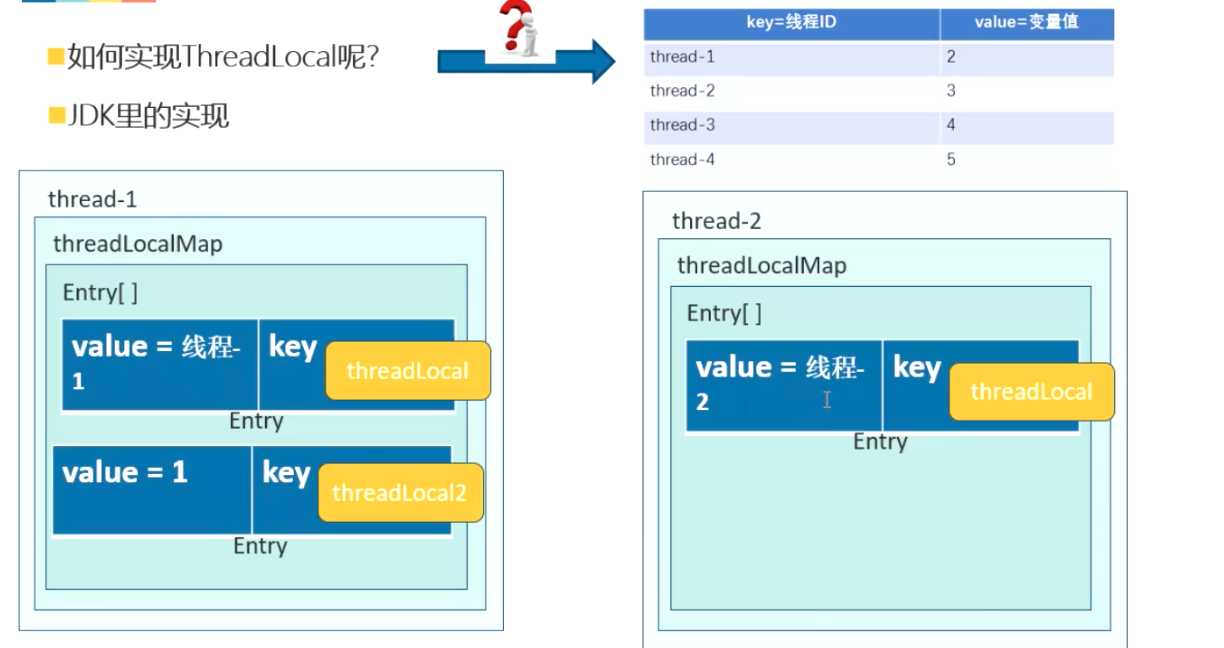 如何实现ThreadLocal呢?
JDK里的实现
key=线程ID value=变量值
thread-1 2
thread-2 3
thread-3 4
thread-4 5
thread-1
threadLocalMap
Entry[ ]
value = 线程-
1
key
threadLocal
Entry
value = 1
key
threadLocal2
Entry
thread-2
threadLocalMap
Entry[ ]
value = 线程-
2
key
threadLocal
Entry